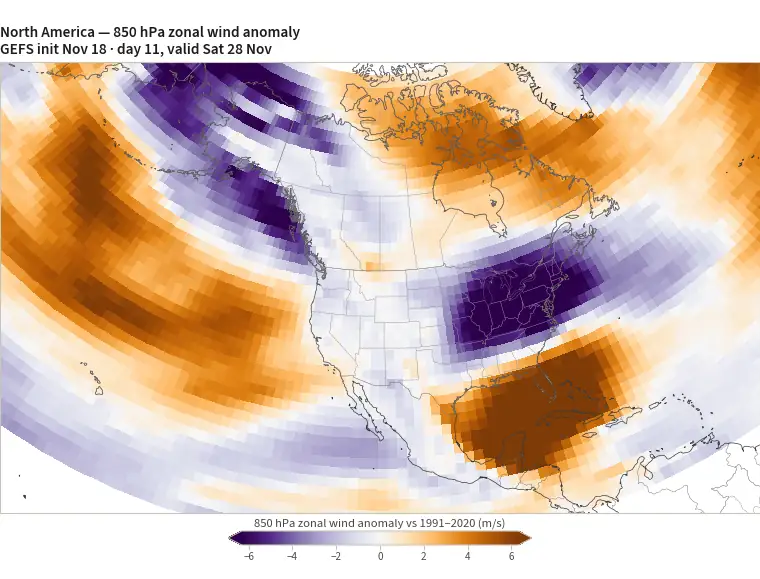 North America — 850 hPa zonal wind anomaly
GEFS init Nov 18 · day 11, valid Sat 28 Nov
850 hPa zonal wind anomaly vs 1991–2020 (m/s)
−6 −4 −2 0 2 4 6